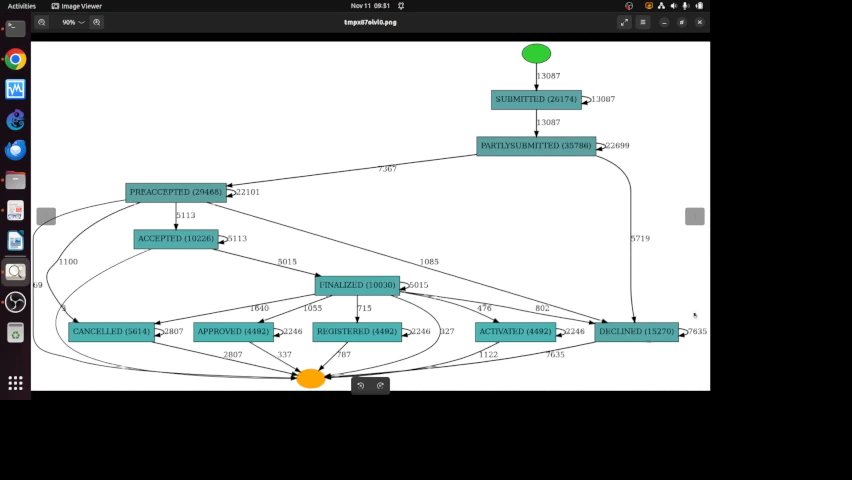 Activities Image Viewer Nov 11 09:51
90% tmpx07olvl0.png
13087
SUBMITTED (26174) 13087
13087
PARTLYSUBMITTED (35786) 22699
7367
PREACCEPTED (29468) 22101
5113
ACCEPTED (10226) 5113
5719
1100 5015 1085
FINALIZED (10030) 5015
69
3 1640 1055 715 476 802
CANCELLED (5614) 2807 APPROVED (4492) 2246 REGISTERED (4492) 2246 327 ACTIVATED (4492) 2246 DECLINED (15270) 7635
2807 337 787 1122 7635